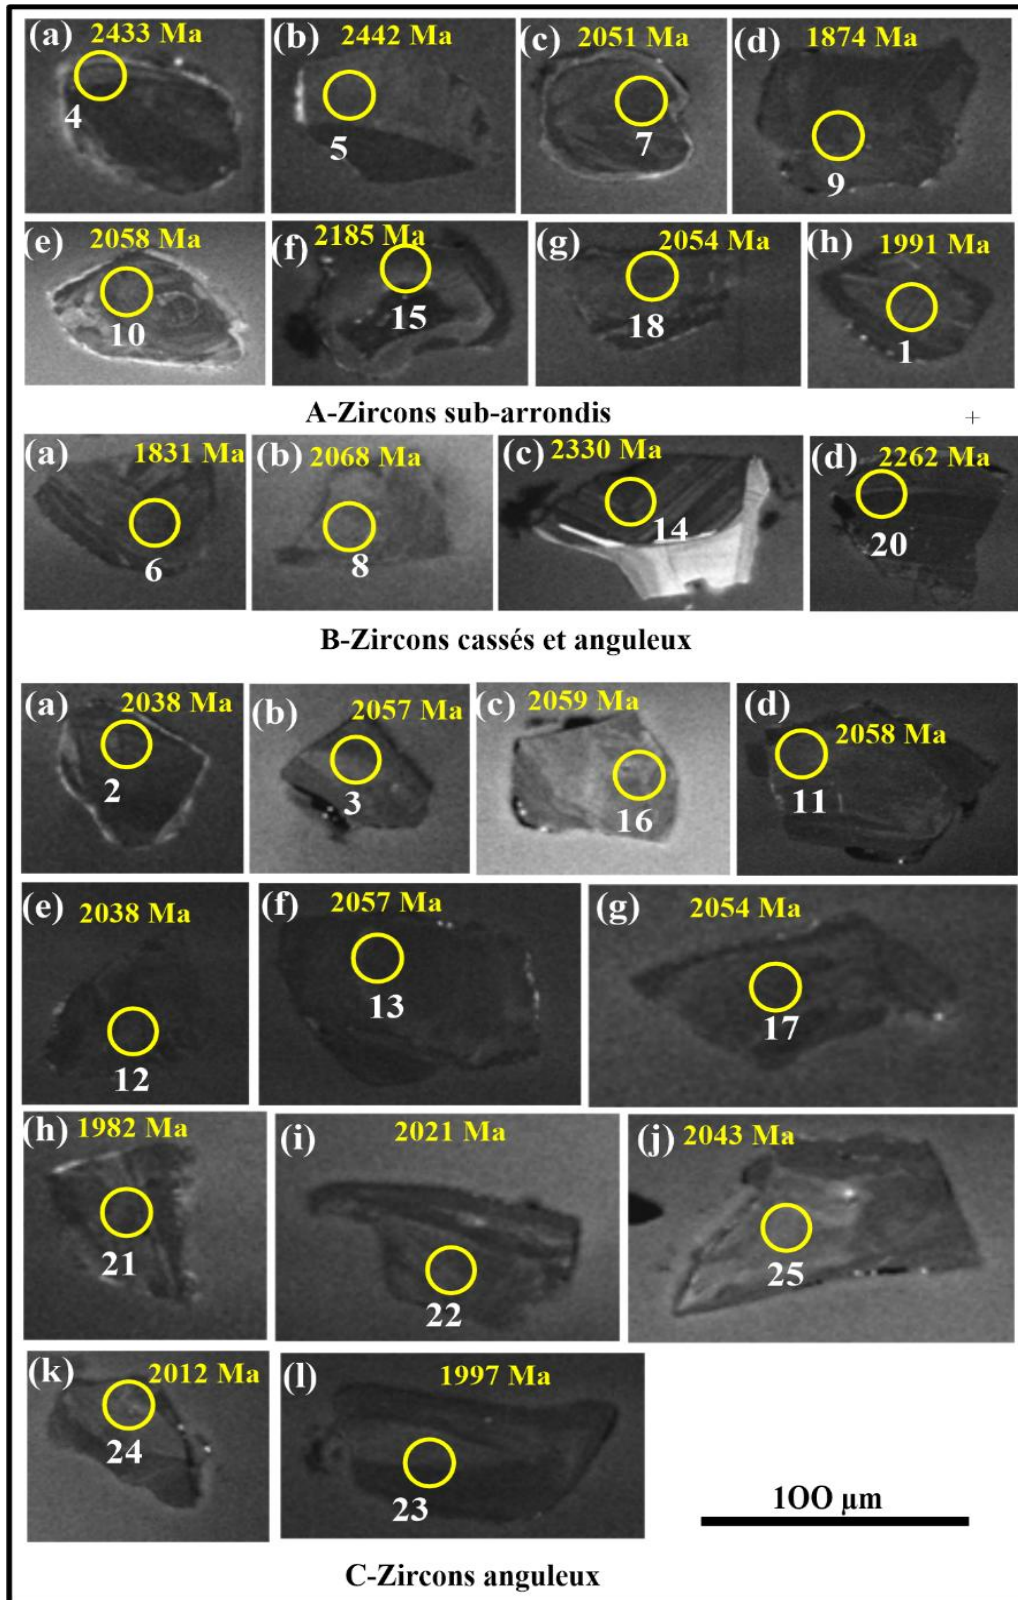 (a) 2433 Ma
4
(b) 2442 Ma
5
(c) 2051 Ma
7
(d) 1874 Ma
9
(e) 2058 Ma
10
(f) 2185 Ma
15
(g) 2054 Ma
18
(h) 1991 Ma
1
A-Zircons sub-arrondis
+
(a) 1831 Ma
6
(b) 2068 Ma
8
(c) 2330 Ma
14
(d) 2262 Ma
20
B-Zircons cassés et anguleux
(a) 2038 Ma
2
(b) 2057 Ma
3
(c) 2059 Ma
16
(d) 2058 Ma
11
(e) 2038 Ma
12
(f) 2057 Ma
13
(g) 2054 Ma
17
(h) 1982 Ma
21
(i) 2021 Ma
22
(j) 2043 Ma
25
(k) 2012 Ma
24
(l) 1997 Ma
23
1OO µm
C-Zircons anguleux